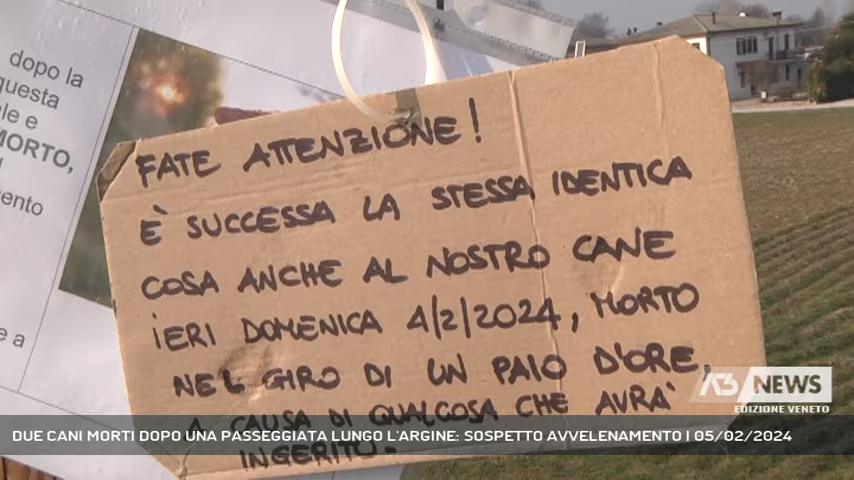 dopo la
questa
le e
MORTO,
ento
e a
FATE ATTENZIONE!
È SUCCESSA LA STESSA IDENTICA
COSA ANCHE AL NOSTRO CANE
IERI DOMENICA 4/2/2024, MORTO
NEL GIRO DI UN PAIO D'ORE,
A CAUSA DI QUALCOSA CHE AVRA'
INGERITO.
A3 NEWS
EDIZIONE VENETO
DUE CANI MORTI DOPO UNA PASSEGGIATA LUNGO L'ARGINE: SOSPETTO AVVELENAMENTO | 05/02/2024